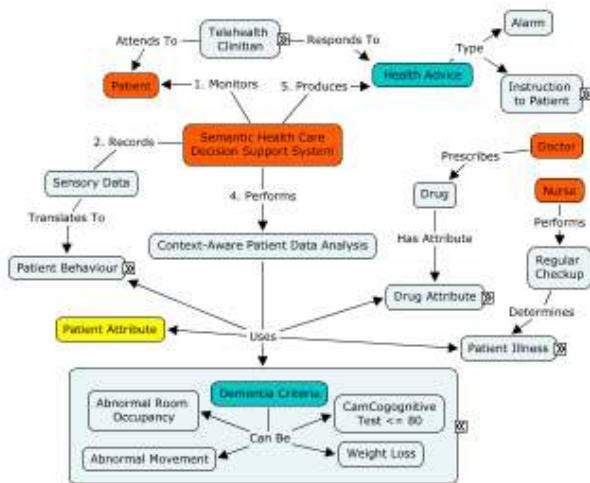 Telehealth
Clinitian
Alarm
Attends To
Responds To
Type
Patient
1. Monitors
5. Produces
Health Advice
Instruction
to Patient
Semantic Health Care
Decision Support System
2. Records
Doctor
Prescribes
Sensory Data
4. Performs
Drug
Nurse
Performs
Translates To
Context-Aware Patient Data Analysis
Has Attribute
Regular
Checkup
Patient Behaviour
Drug Attribute
Determines
Patient Attribute
Uses
Patient Illness
Dementia Criteria
Abnormal Room
Occupancy
CamCogognitive
Test <= 80
Can Be
Abnormal Movement
Weight Loss